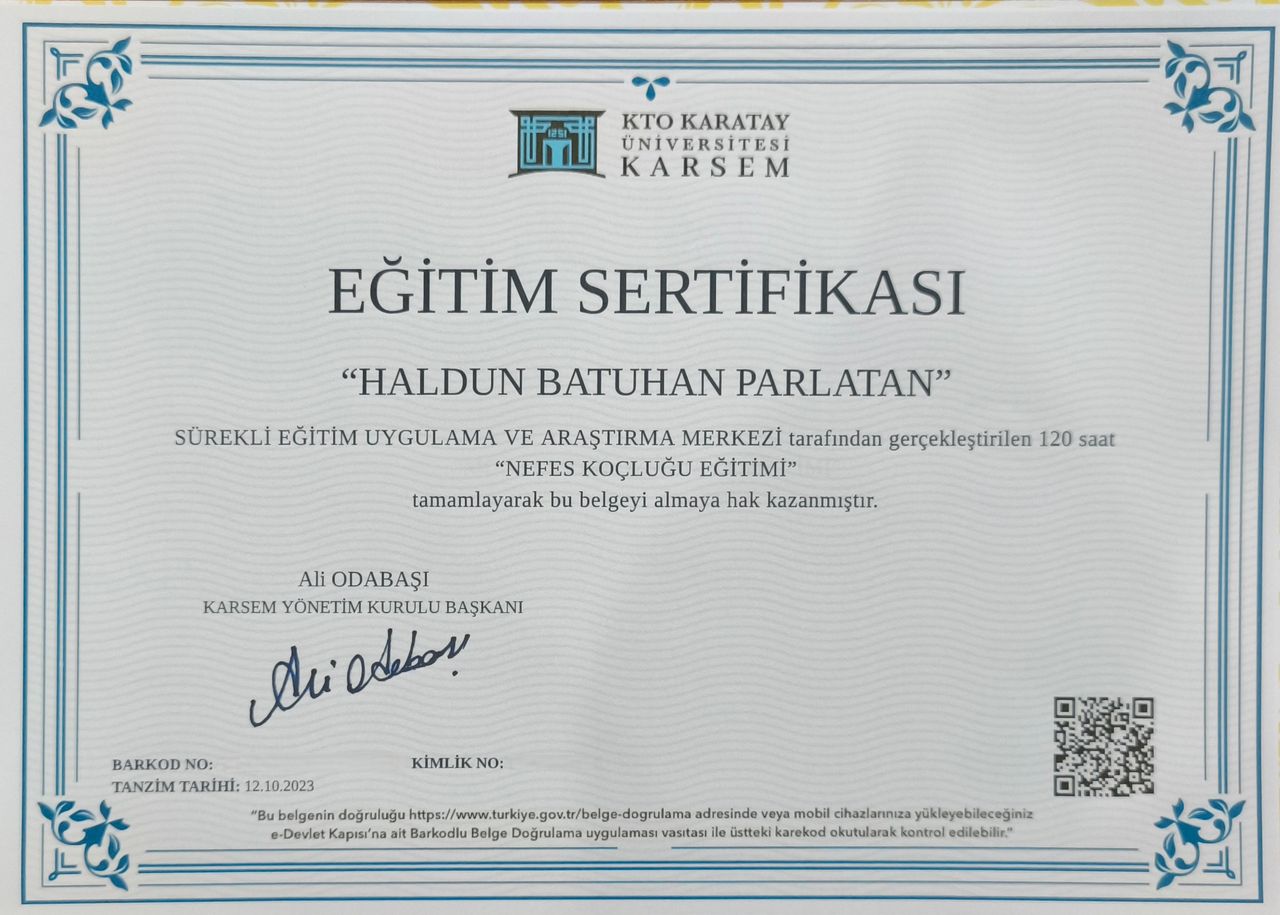 1251
KTO KARATAY
ÜNİVERSİTESİ
KARSEM
EĞİTİM SERTİFİKASI
“HALDUN BATUHAN PARLATAN”
SÜREKLİ EĞİTİM UYGULAMA VE ARAŞTIRMA MERKEZİ tarafından gerçekleştirilen 120 saat
“NEFES KOÇLUĞU EĞİTİMİ”
tamamlayarak bu belgeyi almaya hak kazanmıştır.
Ali ODABAŞI
KARSEM YÖNETİM KURULU BAŞKANI
Ali Odabaşı
BARKOD NO:
KİMLİK NO:
TANZİM TARİHİ: 12.10.2023
“Bu belgenin doğruluğu https://www.turkiye.gov.tr/belge-dogrulama adresinde veya mobil cihazlarınıza yükleyebileceğiniz
e-Devlet Kapısı’na ait Barkodlu Belge Doğrulama uygulaması vasıtası ile üstteki karekod okutularak kontrol edilebilir.”